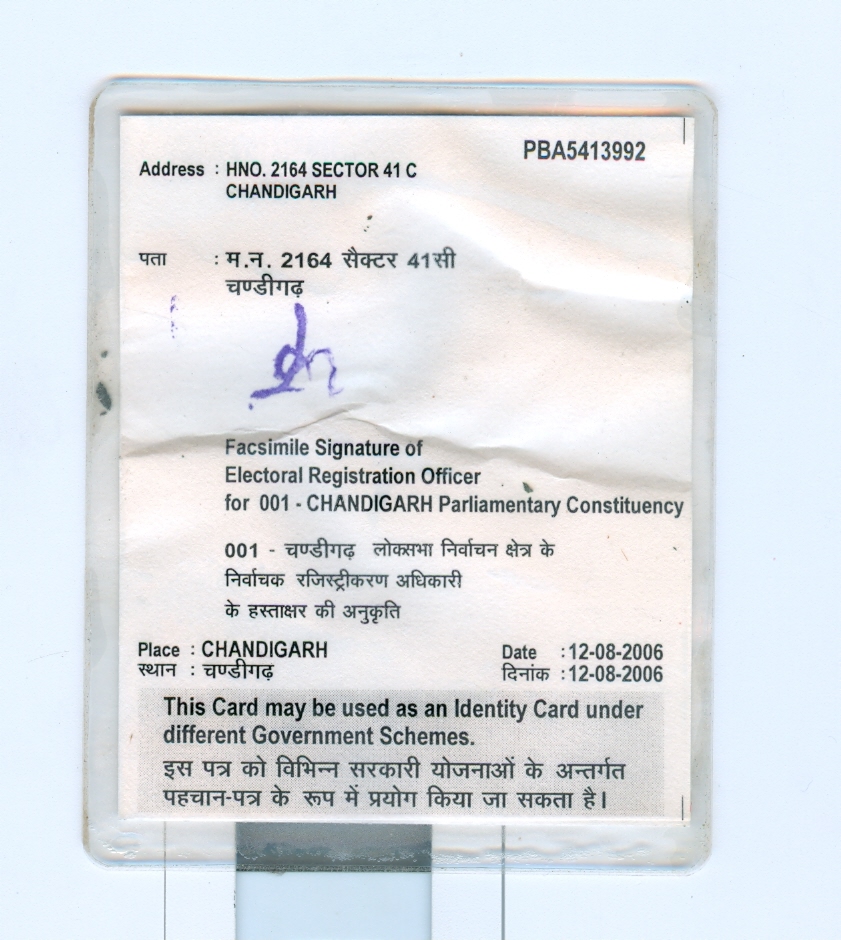 PBA5413992
Address : HNO. 2164 SECTOR 41 C
CHANDIGARH
पता : म.न. 2164 सैक्टर 41सी
चण्डीगढ़
Facsimile Signature of
Electoral Registration Officer
for 001 - CHANDIGARH Parliamentary Constituency
001 - चण्डीगढ़ लोकसभा निर्वाचन क्षेत्र के
निर्वाचक रजिस्ट्रीकरण अधिकारी
के हस्ताक्षर की अनुकृति
Place : CHANDIGARH Date : 12-08-2006
स्थान : चण्डीगढ़ दिनांक : 12-08-2006
This Card may be used as an Identity Card under
different Government Schemes.
इस पत्र को विभिन्न सरकारी योजनाओं के अन्तर्गत
पहचान-पत्र के रूप में प्रयोग किया जा सकता है।